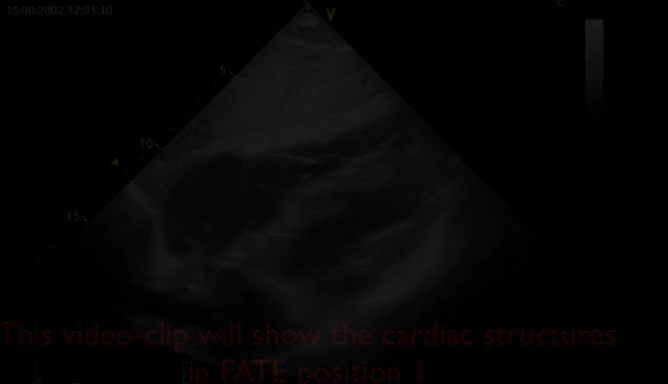 15/08/2002 12:01:40
V
5
10
15
This video-clip will show the cardiac structures
in FATE position 1